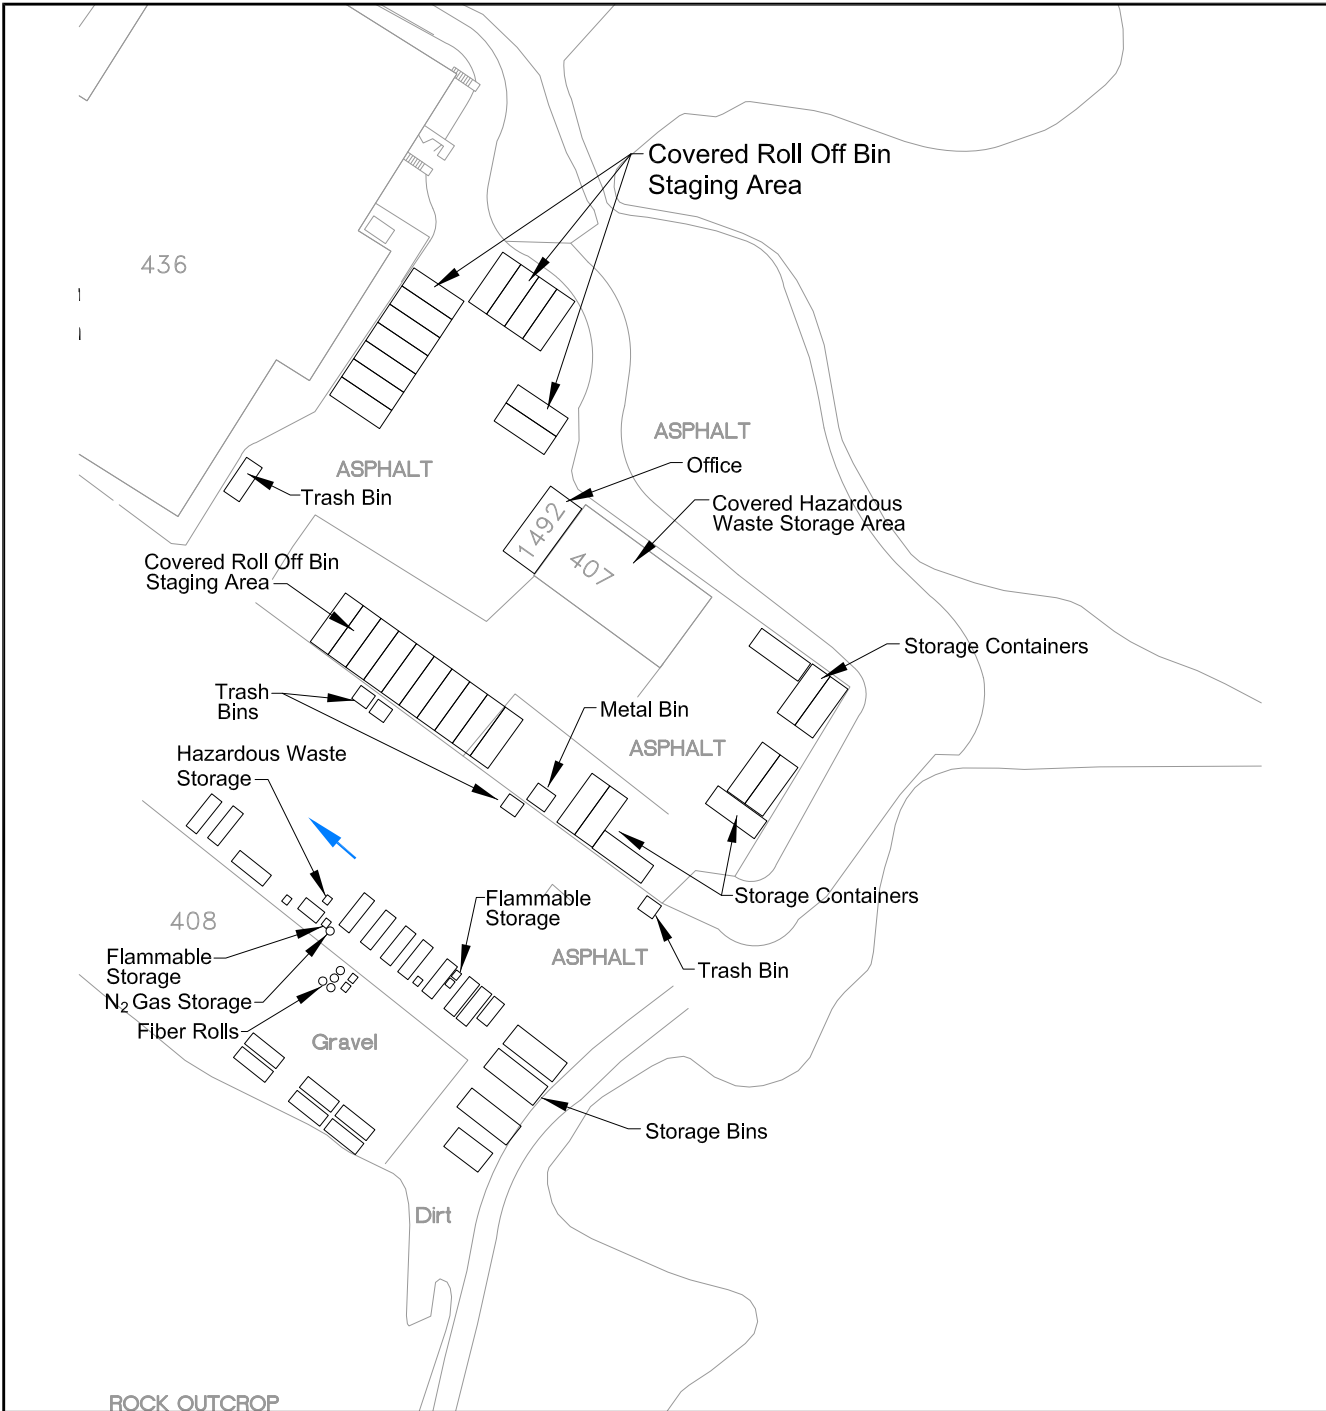 Covered Roll Off Bin
Staging Area
436
ASPHALT
Office
ASPHALT
Trash Bin
Covered Hazardous
Waste Storage Area
1492
407
Covered Roll Off Bin
Staging Area
Storage Containers
Trash
Bins
Metal Bin
ASPHALT
Hazardous Waste
Storage
Flammable
Storage
Storage Containers
408
Flammable
Storage
ASPHALT
Trash Bin
N₂ Gas Storage
Fiber Rolls
Gravel
Storage Bins
Dirt
ROCK OUTCROP